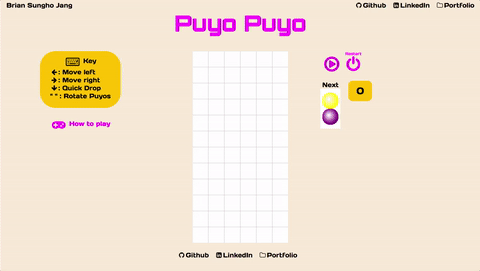 Brian Sungho Jang
Github LinkedIn Portfolio
Puyo Puyo
Key
←: Move left
→: Move right
↓: Quick Drop
" ": Rotate Puyos
How to play
Next
0
Github LinkedIn Portfolio